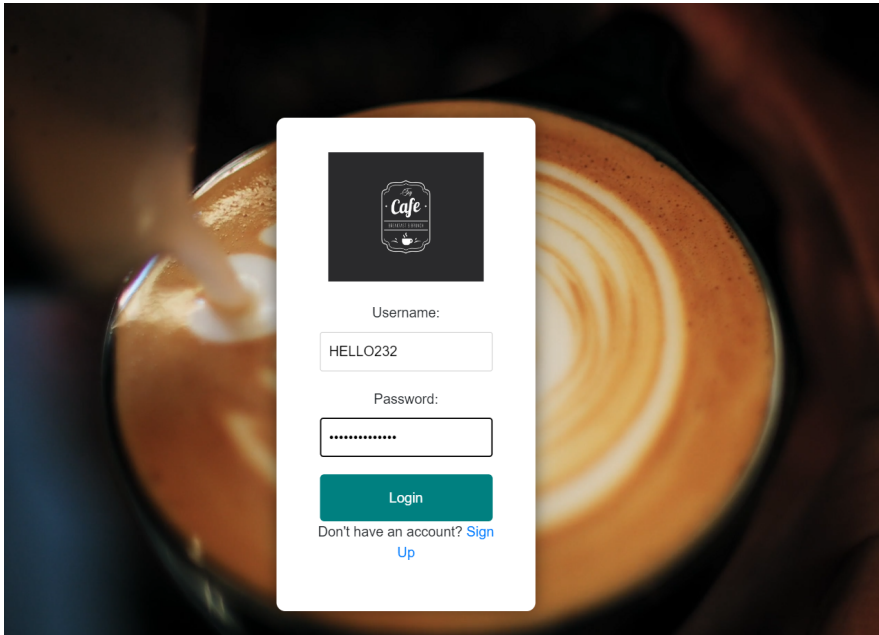 Cafe
Username:
HELLO232
Password:
••••••••••••••
Login
Don't have an account? Sign
Up